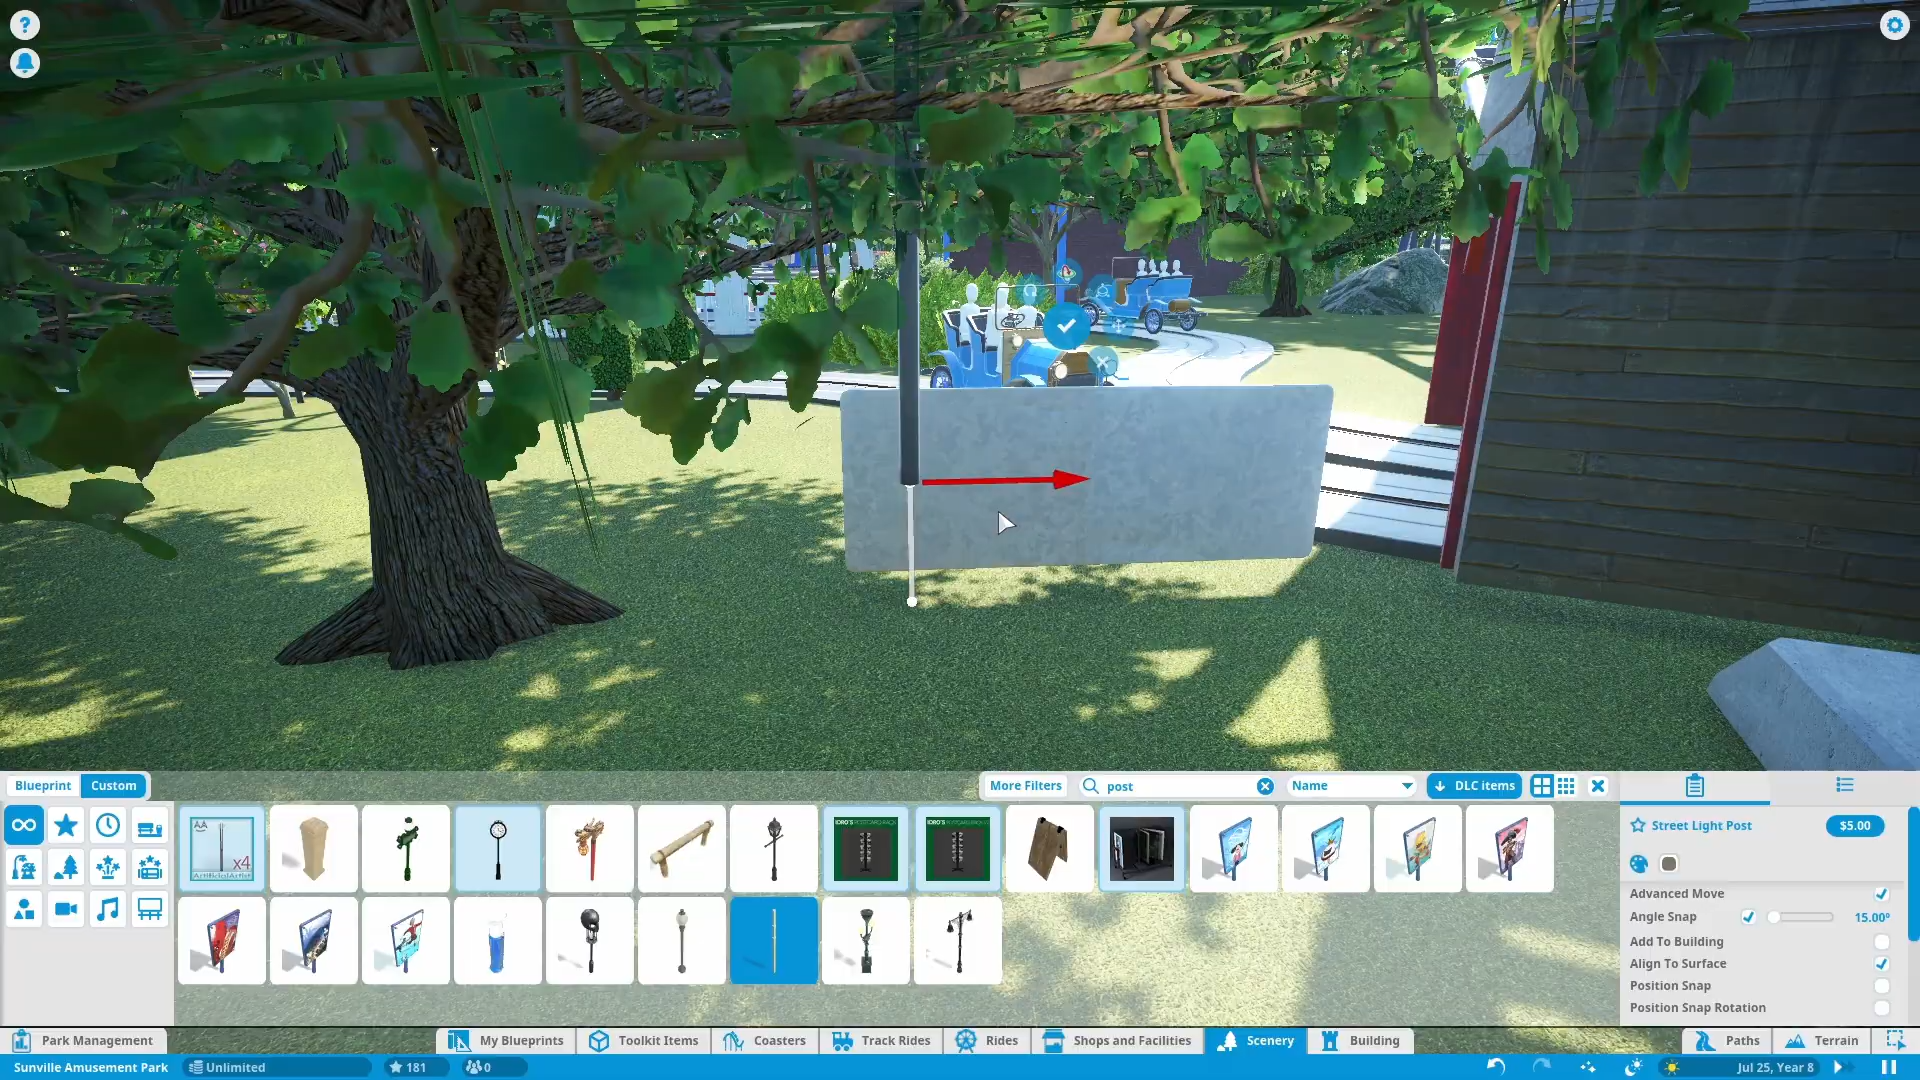 ?
Blueprint
Custom
More Filters
post
Name
DLC items
AA
x4
ArtificialArtist
Street Light Post
$5.00
Advanced Move
Angle Snap
15.00°
Add To Building
Align To Surface
Position Snap
Position Snap Rotation
Park Management
My Blueprints
Toolkit Items
Coasters
Track Rides
Rides
Shops and Facilities
Scenery
Building
Paths
Terrain
Sunville Amusement Park
Unlimited
181
0
Jul 25, Year 8